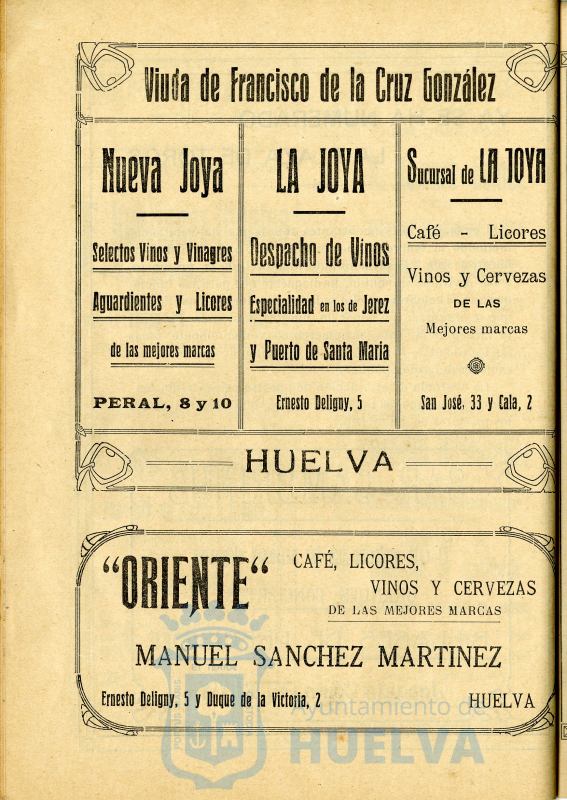 Viuda de Francisco de la Cruz González
Nueva Joya
Selectos Vinos y Vinagres
Aguardientes y Licores
de las mejores marcas
PERAL, 8 y 10
LA JOYA
Despacho de Vinos
Especialidad en los de Jerez
y Puerto de Santa Maria
Ernesto Deligny, 5
Sucursal de LA JOYA
Café - Licores
Vinos y Cervezas
DE LAS
Mejores marcas
San José, 33 y Cala, 2
HUELVA
"ORIENTE"
CAFÉ, LICORES,
VINOS Y CERVEZAS
DE LAS MEJORES MARCAS
MANUEL SANCHEZ MARTINEZ
Ernesto Deligny, 5 y Duque de la Victoria, 2
HUELVA
Ayuntamiento de
HUELVA